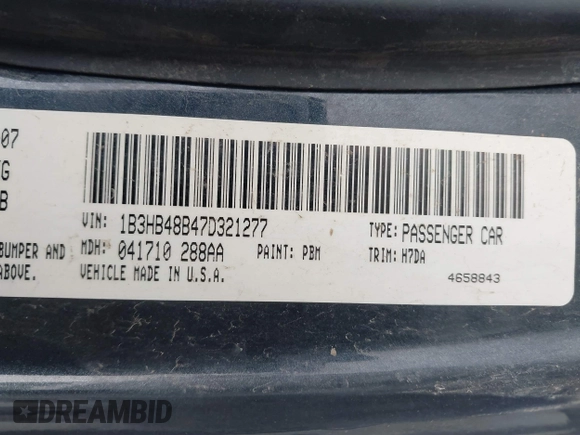 07
G
B
VIN: 1B3HB48B47D321277 TYPE: PASSENGER CAR
BUMPER AND MDH: 041710 288AA PAINT: PBM TRIM: H7DA
ABOVE. VEHICLE MADE IN U.S.A. 4658843
DREAMBID